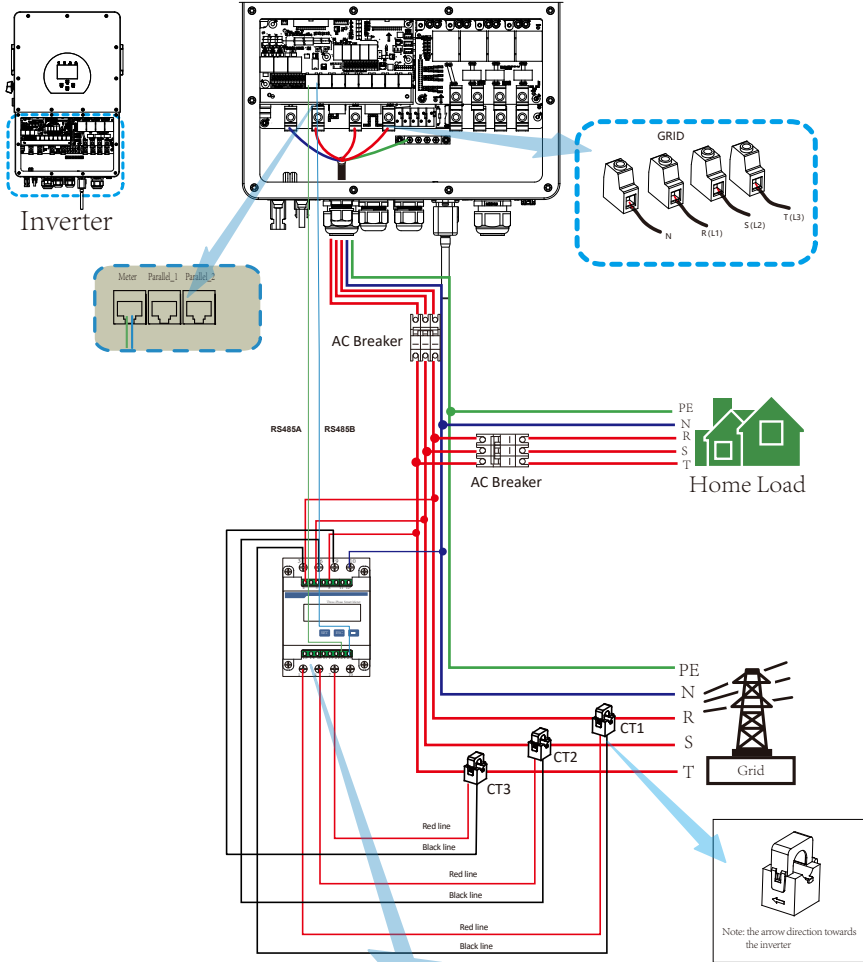 GRID
N
R (L1)
S (L2)
T (L3)
Inverter
Meter
Parallel_1
Parallel_2
AC Breaker
RS485A
RS485B
PE
N
R
S
T
AC Breaker
Home Load
PE
N
R
S
T
CT1
CT2
CT3
Grid
Red line
Black line
Red line
Black line
Red line
Black line
Note: the arrow direction towards
the inverter